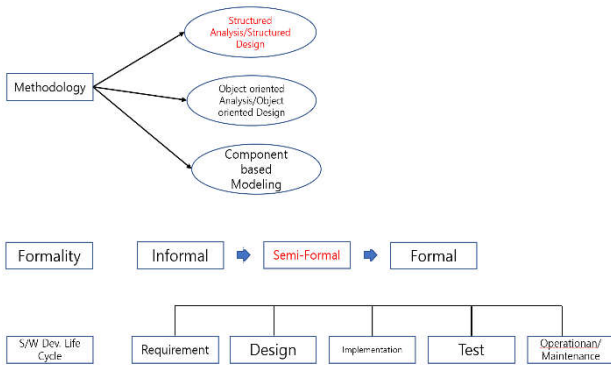 Structured
Analysis/Structured
Design
Methodology
Object oriented
Analysis/Object
oriented Design
Component
based
Modeling
Formality
Informal
Semi-Formal
Formal
S/W Dev. Life
Cycle
Requirement
Design
Implementation
Test
Operationan/
Maintenance